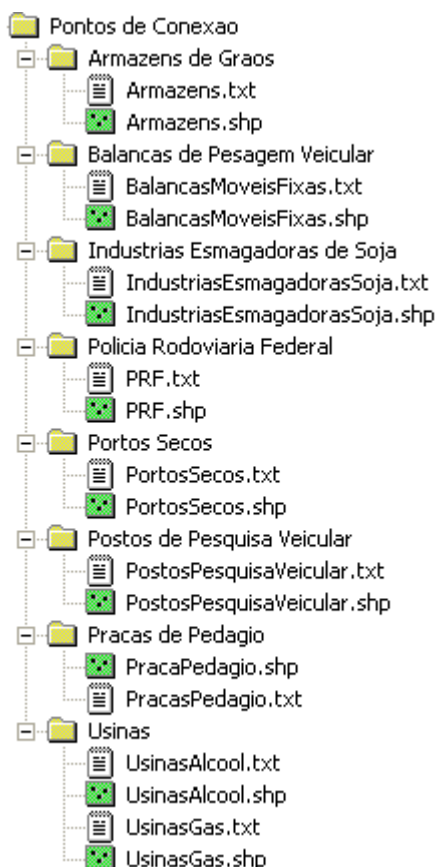 Pontos de Conexao
Armazens de Graos
Armazens.txt
Armazens.shp
Balancas de Pesagem Veicular
BalancasMoveisFixas.txt
BalancasMoveisFixas.shp
Industrias Esmagadoras de Soja
IndustriasEsmagadorasSoja.txt
IndustriasEsmagadorasSoja.shp
Policia Rodoviaria Federal
PRF.txt
PRF.shp
Portos Secos
PortosSecos.txt
PortosSecos.shp
Postos de Pesquisa Veicular
PostosPesquisaVeicular.txt
PostosPesquisaVeicular.shp
Pracas de Pedagio
PracaPedagio.shp
PracasPedagio.txt
Usinas
UsinasAlcool.txt
UsinasAlcool.shp
UsinasGas.txt
UsinasGas.shp